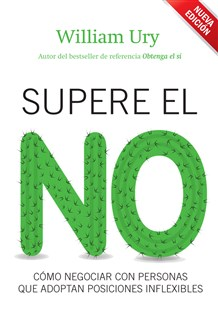 NUEVA
EDICIÓN
William Ury
Autor del bestseller de referencia Obtenga el sí
SUPERE EL
NO
CÓMO NEGOCIAR CON PERSONAS
QUE ADOPTAN POSICIONES INFLEXIBLES